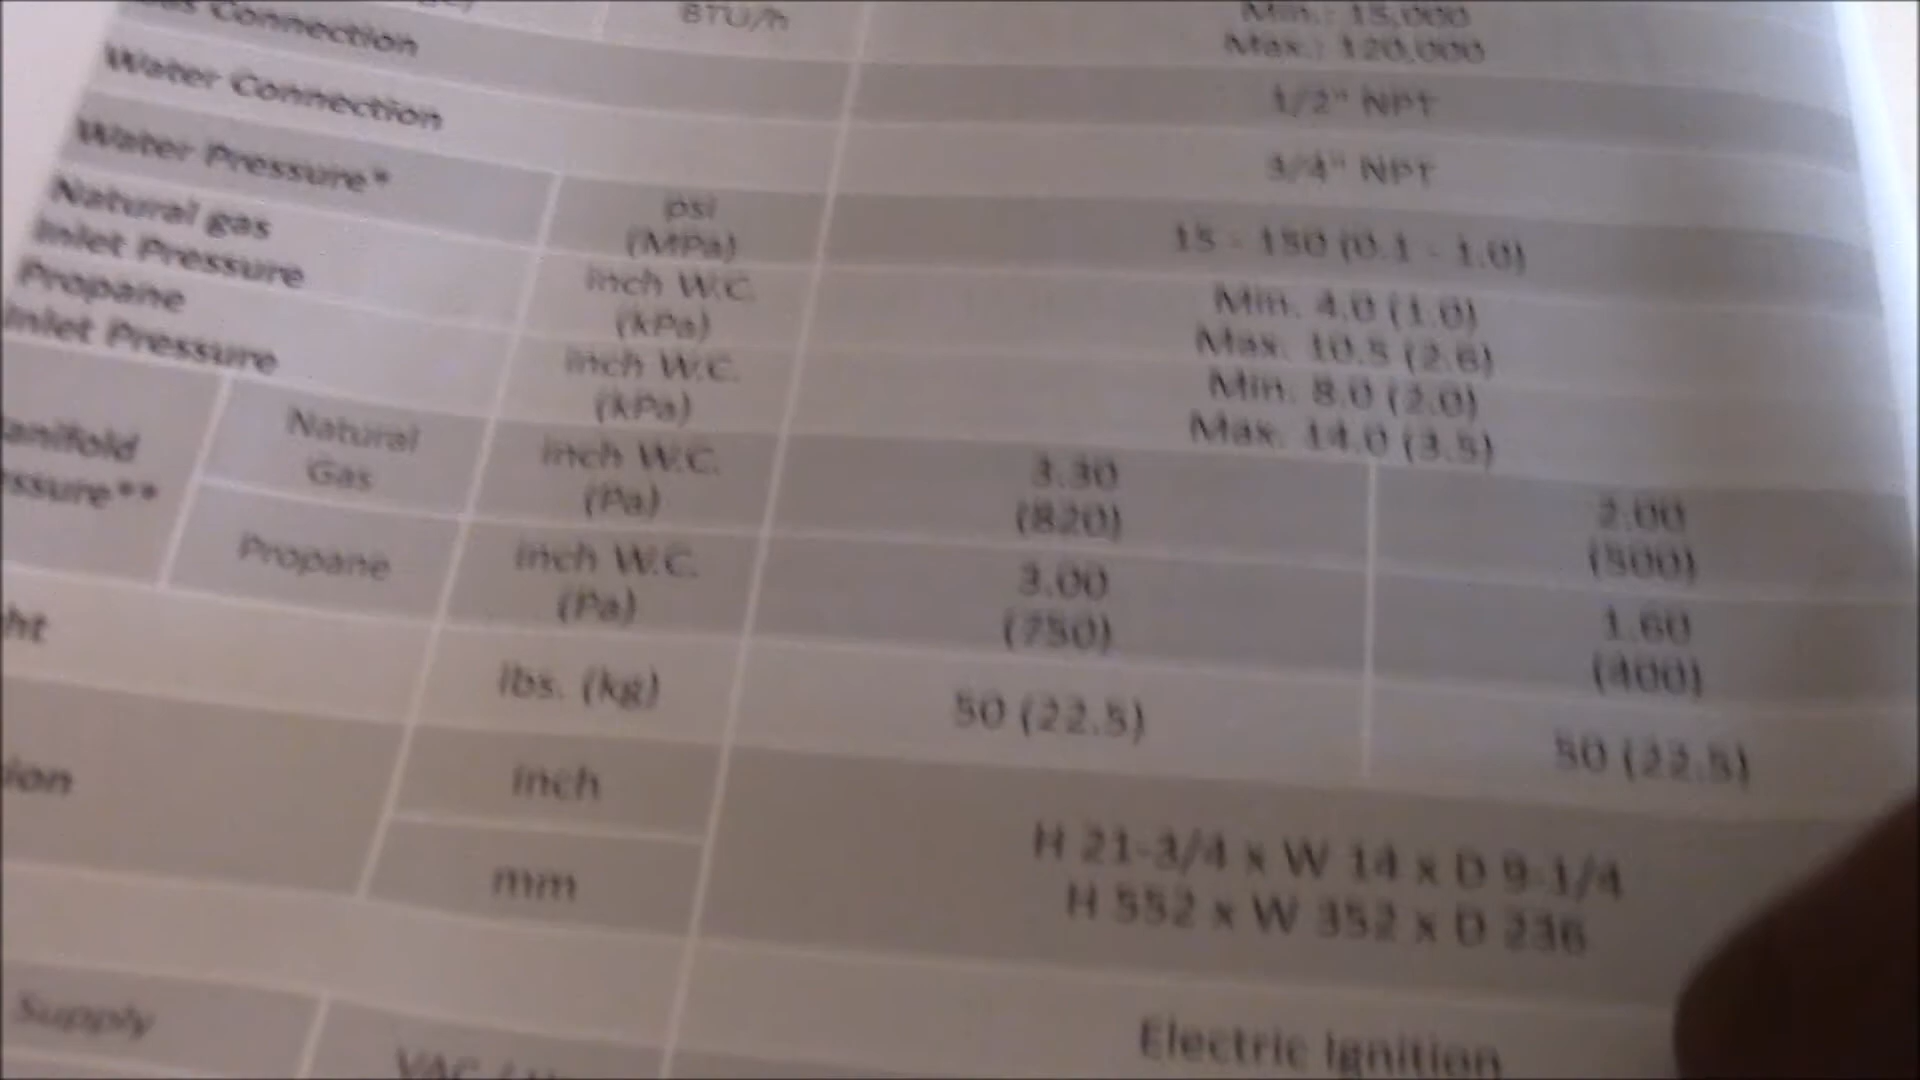 BTU/h
Min.: 15,000
Max.: 120,000
Connection
1/2" NPT
Water Connection
3/4" NPT
Water Pressure*
psi
(MPa)
15 - 150 (0.1 - 1.0)
Natural gas
Inlet Pressure
inch W.C.
(kPa)
Min. 4.0 (1.0)
Max. 10.5 (2.6)
Propane
Inlet Pressure
inch W.C.
(kPa)
Min. 8.0 (2.0)
Max. 14.0 (3.5)
anifold
ssure**
Natural
Gas
inch W.C.
(Pa)
3.30
(820)
2.00
(500)
Propane
inch W.C.
(Pa)
3.00
(750)
1.60
(400)
ht
lbs. (kg)
50 (22.5)
50 (22.5)
ion
inch
mm
H 21-3/4 x W 14 x D 9-1/4
H 552 x W 352 x D 236
Electric Ignition
Supply
VAC /